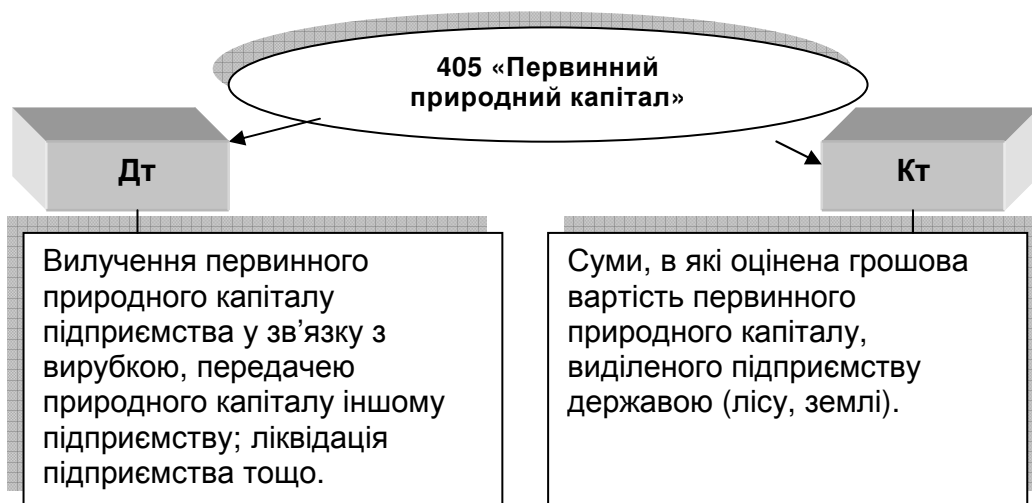 405 «Первинний
природний капітал»
Дт
Кт
Вилучення первинного
природного капіталу
підприємства у зв’язку з
вирубкою, передачею
природного капіталу іншому
підприємству; ліквідація
підприємства тощо.
Суми, в які оцінена грошова
вартість первинного
природного капіталу,
виділеного підприємству
державою (лісу, землі).